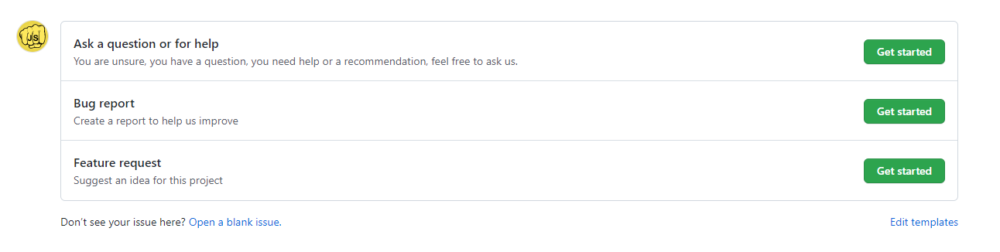 JS
Ask a question or for help
You are unsure, you have a question, you need help or a recommendation, feel free to ask us.
Get started
Bug report
Create a report to help us improve
Get started
Feature request
Suggest an idea for this project
Get started
Don’t see your issue here? Open a blank issue.
Edit templates